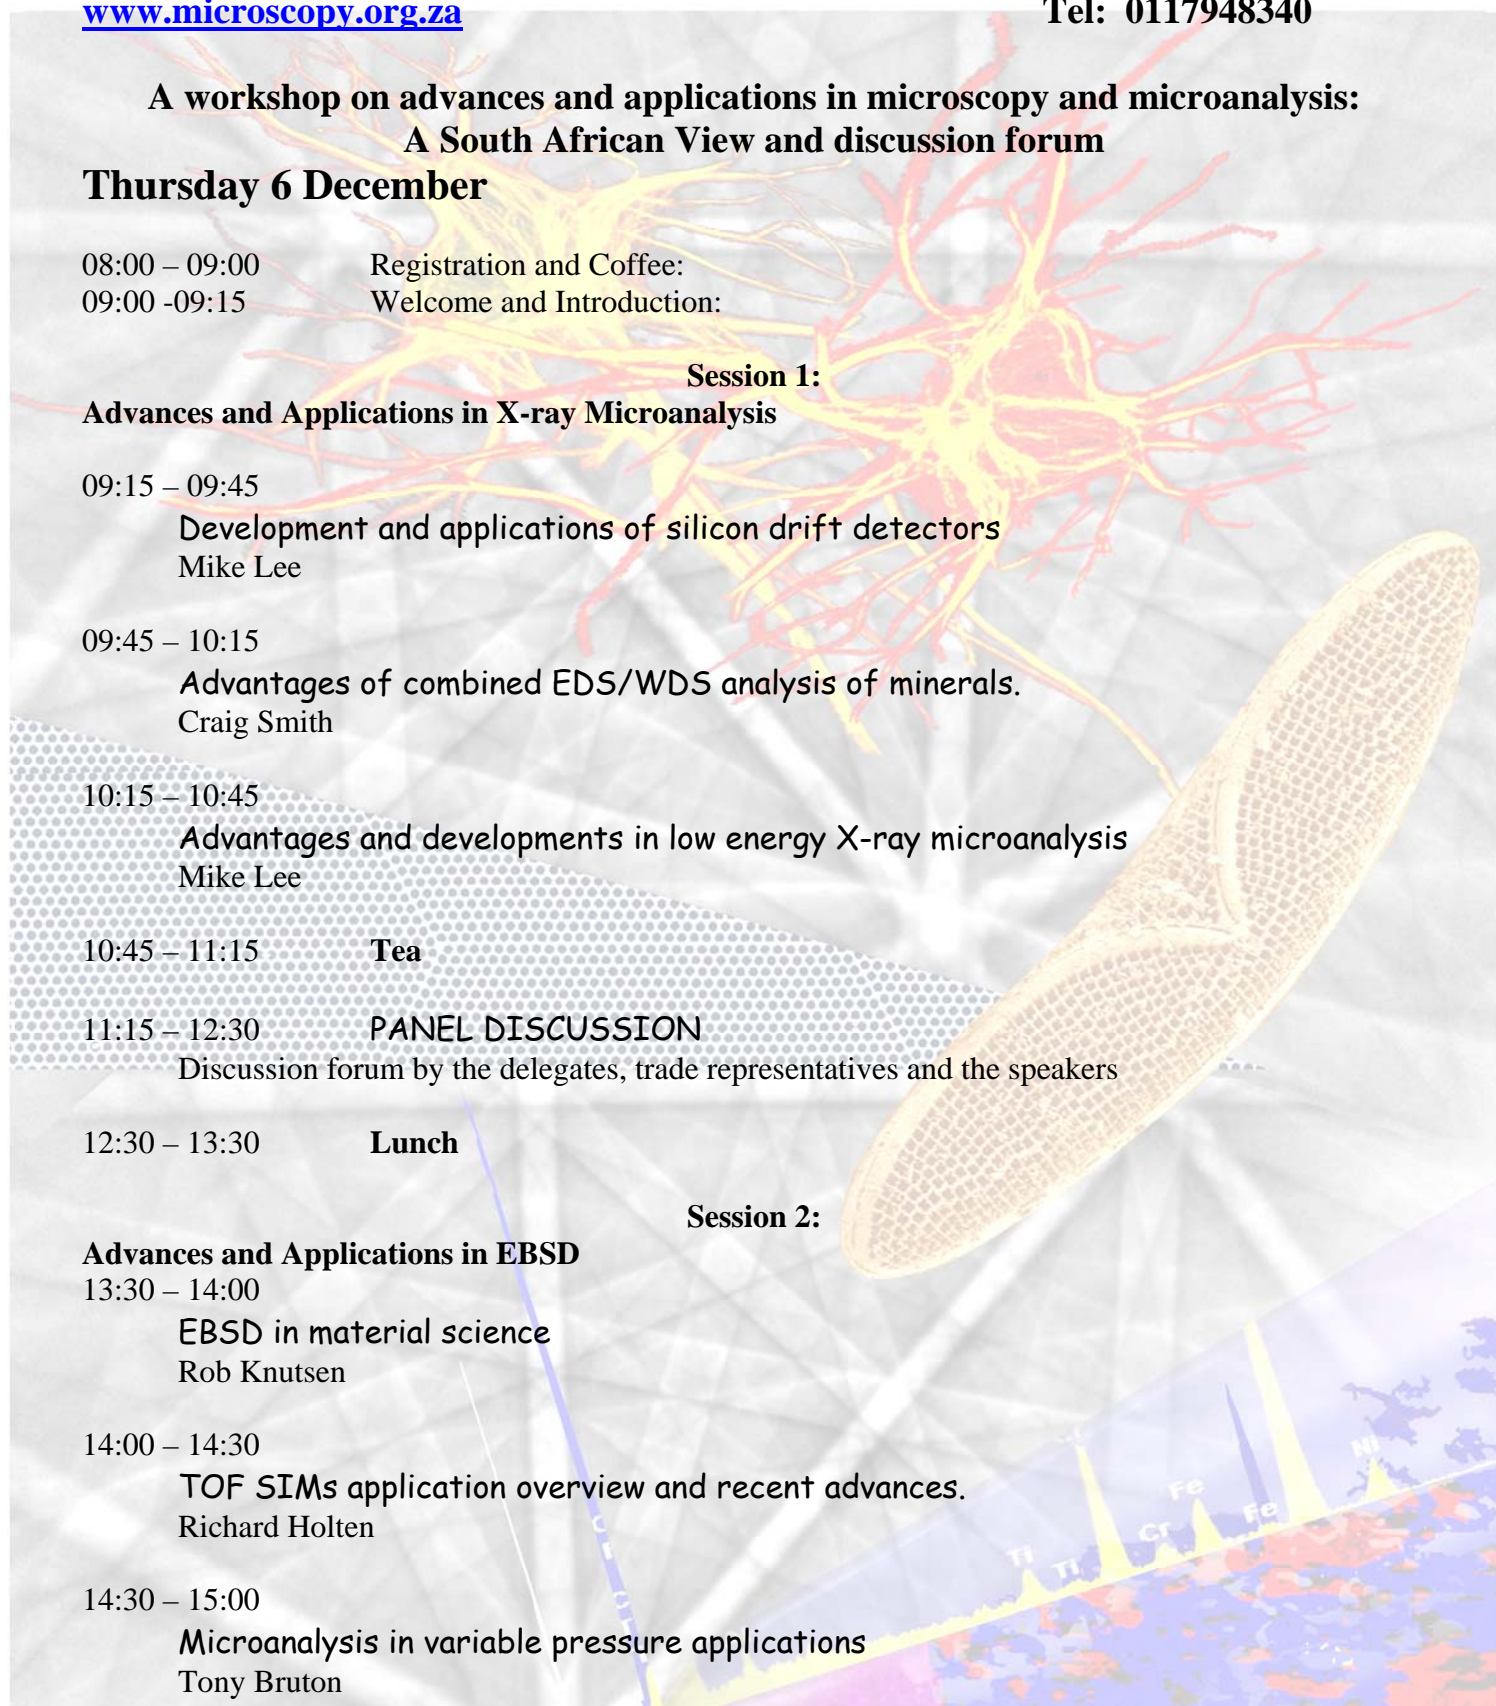 www.microscopy.org.za Tel: 0117948340
A workshop on advances and applications in microscopy and microanalysis:
A South African View and discussion forum
Thursday 6 December
08:00 – 09:00 Registration and Coffee:
09:00 -09:15 Welcome and Introduction:
Session 1:
Advances and Applications in X-ray Microanalysis
09:15 – 09:45
Development and applications of silicon drift detectors
Mike Lee
09:45 – 10:15
Advantages of combined EDS/WDS analysis of minerals.
Craig Smith
10:15 – 10:45
Advantages and developments in low energy X-ray microanalysis
Mike Lee
10:45 – 11:15 Tea
11:15 – 12:30 PANEL DISCUSSION
Discussion forum by the delegates, trade representatives and the speakers
12:30 – 13:30 Lunch
Session 2:
Advances and Applications in EBSD
13:30 – 14:00
EBSD in material science
Rob Knutsen
14:00 – 14:30
TOF SIMs application overview and recent advances.
Richard Holten
14:30 – 15:00
Microanalysis in variable pressure applications
Tony Bruton
Ti
Ti
Cr
Fe
Fe
Ni